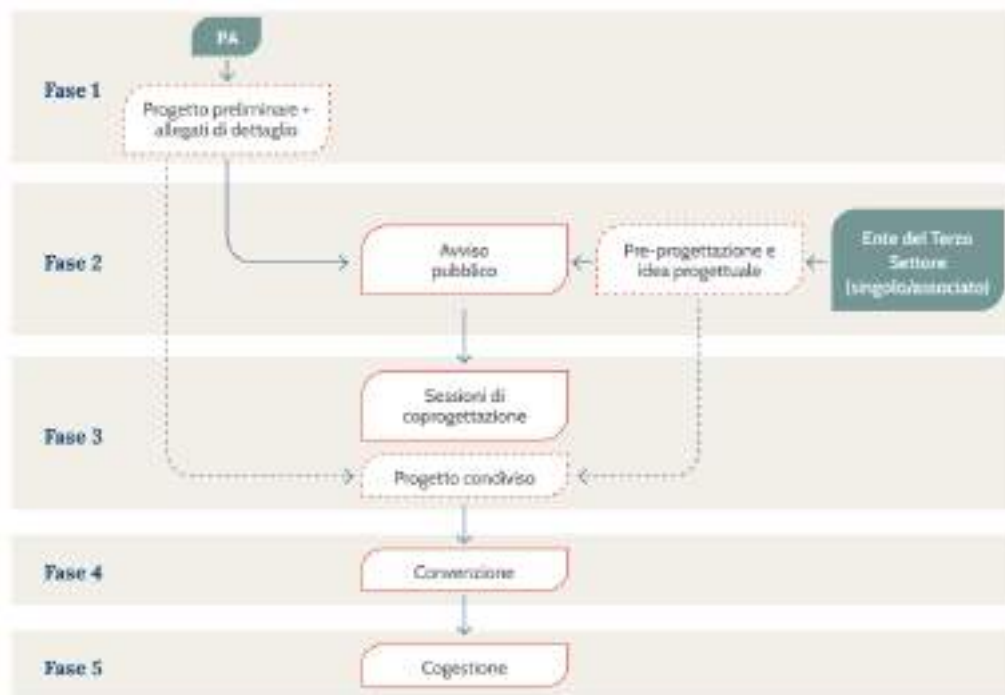 PA
Fase 1
Progetto preliminare +
allegati di dettaglio
Fase 2
Avviso
pubblico
Pre-progettazione e
idea progettuale
Ente del Terzo
Settore
(singolo/associato)
Fase 3
Sessioni di
coprogettazione
Progetto condiviso
Fase 4
Convenzione
Fase 5
Cogestione